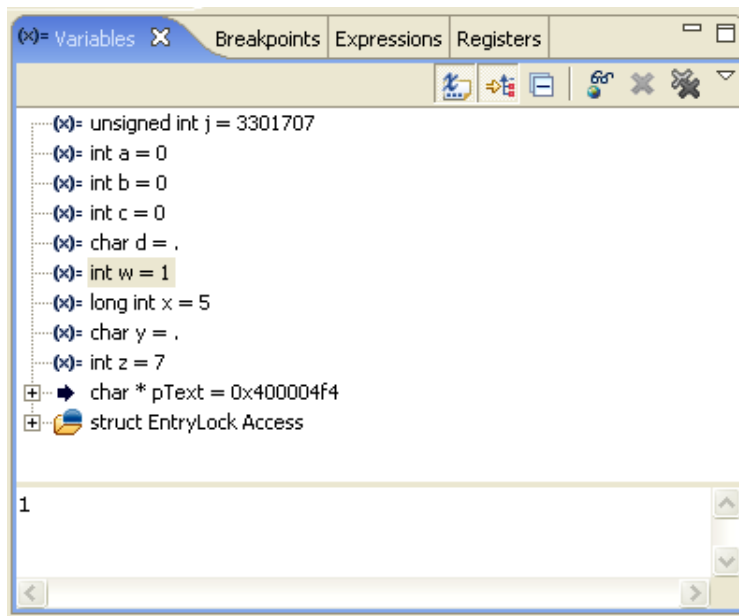 (x)= Variables Breakpoints Expressions Registers
(x)= unsigned int j = 3301707
(x)= int a = 0
(x)= int b = 0
(x)= int c = 0
(x)= char d = .
(x)= int w = 1
(x)= long int x = 5
(x)= char y = .
(x)= int z = 7
char * pText = 0x400004f4
struct EntryLock Access
1